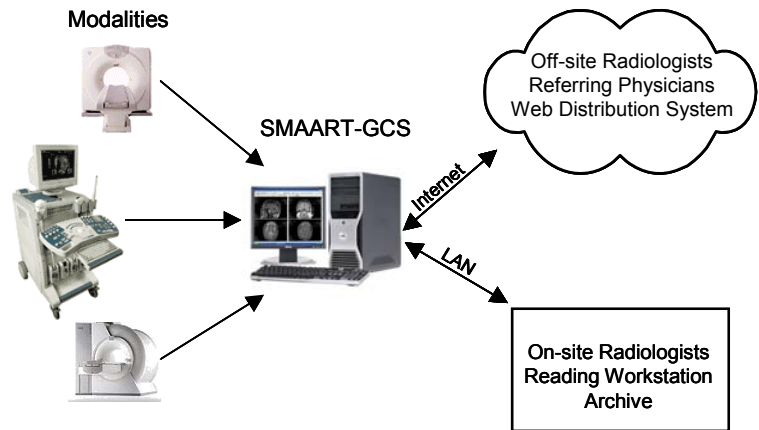 Modalities
SMAART-GCS
Off-site Radiologists
Referring Physicians
Web Distribution System
Internet
LAN
On-site Radiologists
Reading Workstation
Archive